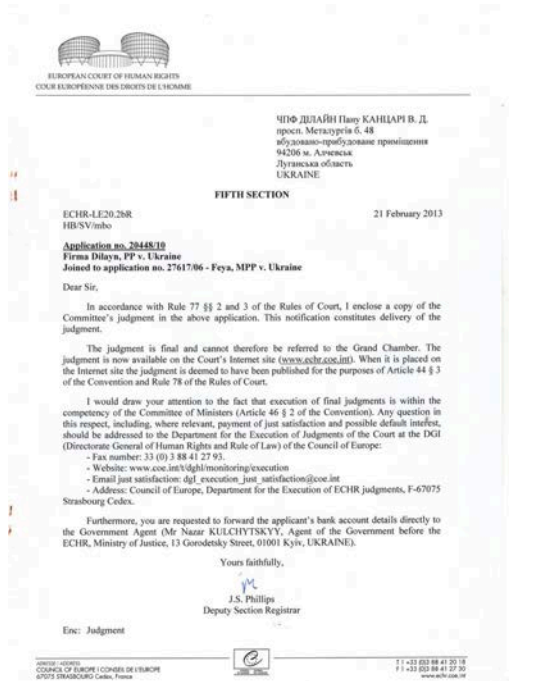 EUROPEAN COURT OF HUMAN RIGHTS
COUR EUROPÉENNE DES DROITS DE L'HOMME
ЧПФ ДІЛАЙН Пану КАНЦАРІ В. Д.
просп. Металургів б. 48
вбудовано-прибудоване приміщення
94206 м. Алчевськ
Луганська область
UKRAINE
FIFTH SECTION
ECHR-LE20.2bR
HB/SV/mbo
21 February 2013
Application no. 20448/10
Firma Dilayn, PP v. Ukraine
Joined to application no. 27617/06 - Feya, MPP v. Ukraine
Dear Sir,
In accordance with Rule 77 §§ 2 and 3 of the Rules of Court, I enclose a copy of the
Committee's judgment in the above application. This notification constitutes delivery of the
judgment.
The judgment is final and cannot therefore be referred to the Grand Chamber. The
judgment is now available on the Court's Internet site (www.echr.coe.int). When it is placed on
the Internet site the judgment is deemed to have been published for the purposes of Article 44 § 3
of the Convention and Rule 78 of the Rules of Court.
I would draw your attention to the fact that execution of final judgments is within the
competency of the Committee of Ministers (Article 46 § 2 of the Convention). Any question in
this respect, including, where relevant, payment of just satisfaction and possible default interest,
should be addressed to the Department for the Execution of Judgments of the Court at the DGI
(Directorate General of Human Rights and Rule of Law) of the Council of Europe:
- Fax number: 33 (0) 3 88 41 27 93.
- Website: www.coe.int/t/dghl/monitoring/execution
- Email just satisfaction: dgl_execution_just_satisfaction@coe.int
- Address: Council of Europe, Department for the Execution of ECHR judgments, F-67075
Strasbourg Cedex.
Furthermore, you are requested to forward the applicant's bank account details directly to
the Government Agent (Mr Nazar KULCHYTSKYY, Agent of the Government before the
ECHR, Ministry of Justice, 13 Gorodetsky Street, 01001 Kyiv, UKRAINE).
Yours faithfully,
J.S. Phillips
Deputy Section Registrar
Enc: Judgment
COUNCIL OF EUROPE I CONSEIL DE L'EUROPE
67075 STRASBOURG Cedex, France
T I +33 (0)3 88 41 20 18
F I +33 (0)3 88 41 27 30
www.echr.coe.int